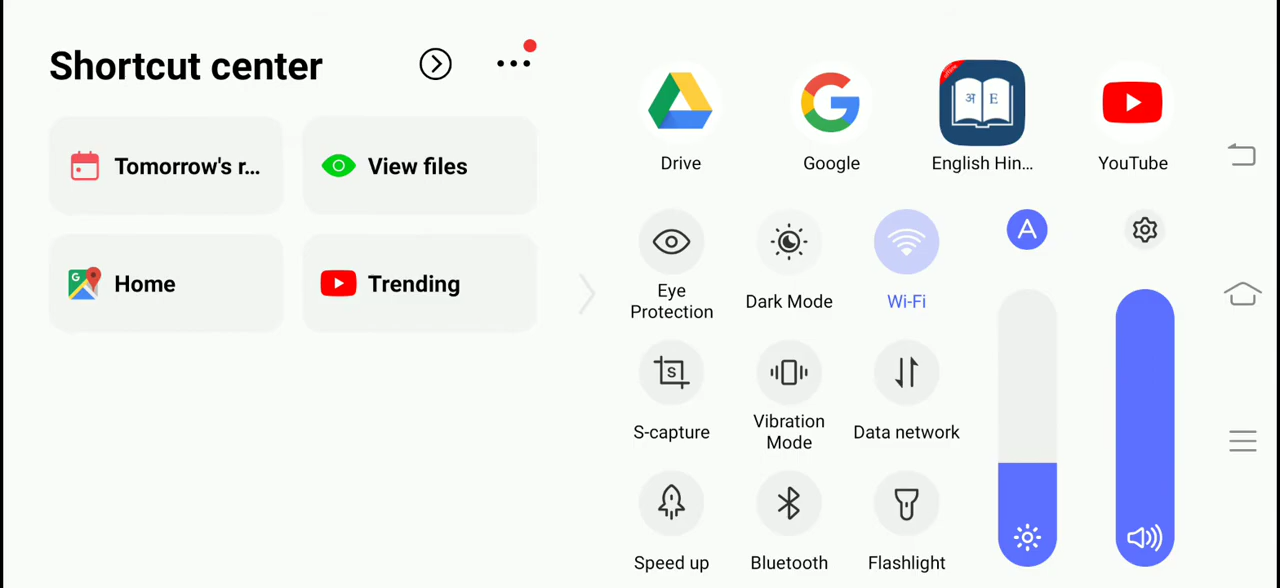 Shortcut center
Tomorrow's r...
View files
Home
Trending
Drive
Google
English Hin...
YouTube
अ E
Eye
Protection
Dark Mode
Wi-Fi
A
S-capture
Vibration
Mode
Data network
Speed up
Bluetooth
Flashlight